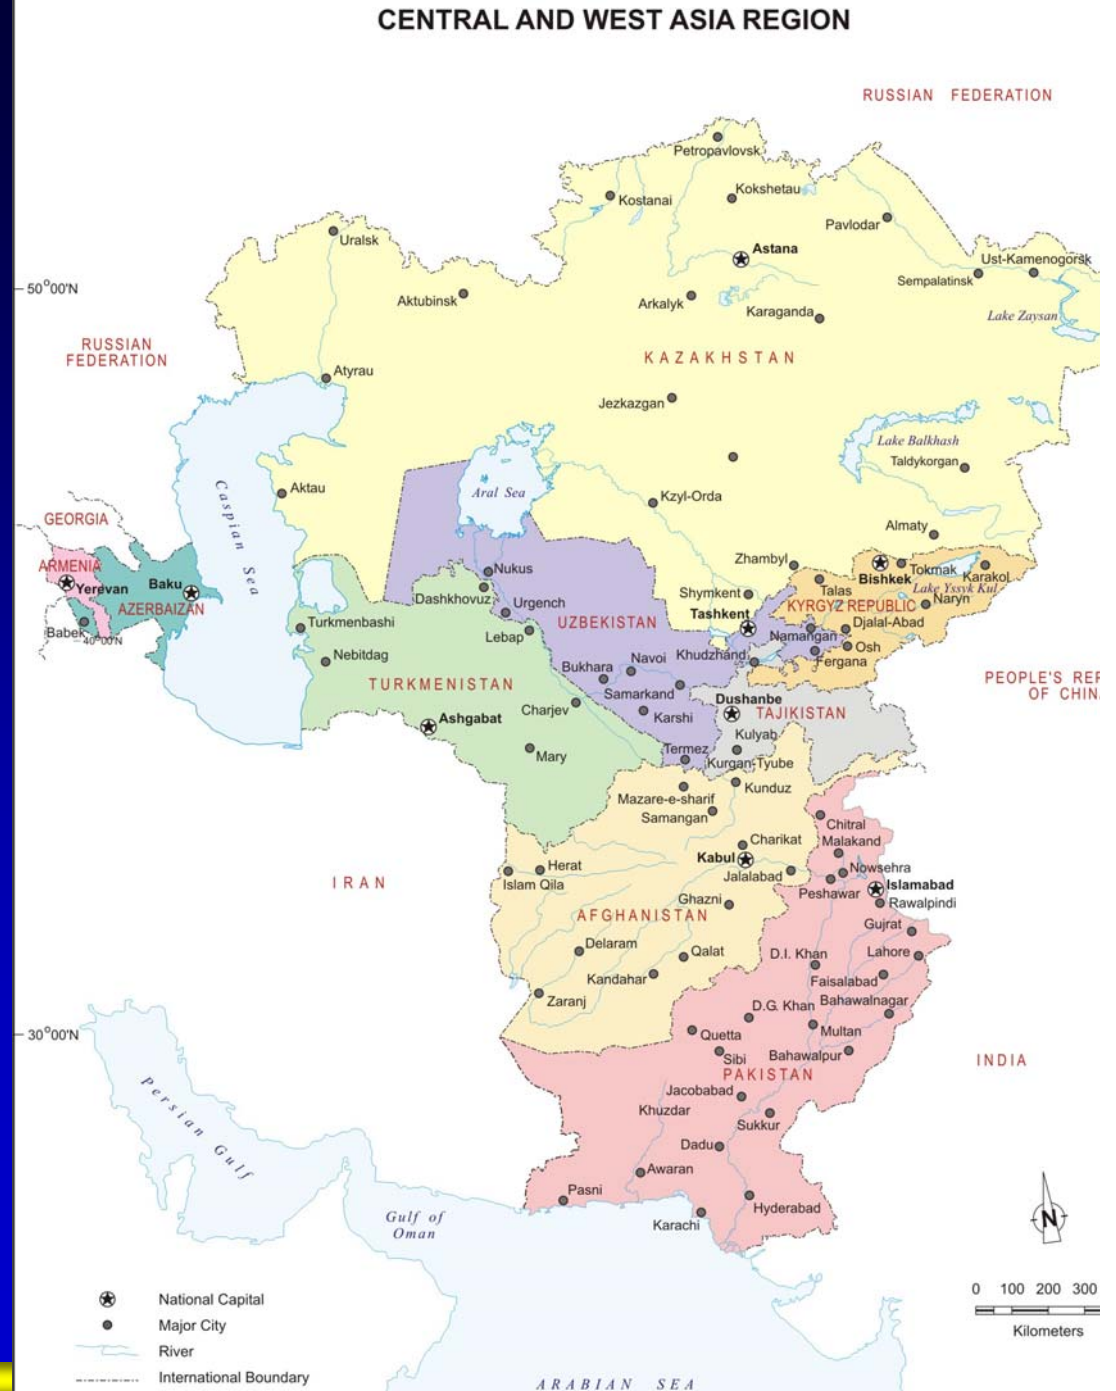 CENTRAL AND WEST ASIA REGION
RUSSIAN FEDERATION
Petropavlovsk
Kostanai
Kokshetau
Pavlodar
Uralsk
Astana
Ust-Kamenogorsk
Sempalatinsk
50°00'N
Aktubinsk
Arkalyk
Karaganda
Lake Zaysan
RUSSIAN
FEDERATION
KAZAKHSTAN
Atyrau
Jezkazgan
Lake Balkhash
Taldykorgan
Caspian Sea
Aktau
Aral Sea
Kzyl-Orda
GEORGIA
Almaty
ARMENIA
Zhambyl
Bishkek
Tokmak
Karakol
Yerevan
Baku
Nukus
Lake Yssyk Kul
Dashkhovuz
Shymkent
Talas
Naryn
AZERBAIZAN
Urgench
Tashkent
KYRGYZ REPUBLIC
Turkmenbashi
UZBEKISTAN
Djalal-Abad
Babek
40°00'N
Lebap
Namangan
Osh
Nebitdag
Bukhara
Navoi
Khudzhand
Fergana
TURKMENISTAN
Samarkand
Dushanbe
PEOPLE'S REP
OF CHINA
Ashgabat
Charjev
Karshi
TAJIKISTAN
Kulyab
Mary
Termez
Kurgan-Tyube
Kunduz
Mazare-e-sharif
Samangan
Chitral
Charikat
Malakand
Kabul
Herat
Nowsehra
Islam Qila
Jalalabad
Peshawar
Islamabad
IRAN
Ghazni
Rawalpindi
AFGHANISTAN
Gujrat
Delaram
Qalat
D.I. Khan
Lahore
Kandahar
Faisalabad
Zaranj
D.G. Khan
Bahawalnagar
30°00'N
Quetta
Multan
Sibi
Bahawalpur
INDIA
PAKISTAN
Jacobabad
Khuzdar
Sukkur
Persian Gulf
Dadu
Awaran
Pasni
Hyderabad
Karachi
Gulf of
Oman
N
National Capital
0 100 200 300
Major City
Kilometers
River
International Boundary
ARABIAN SEA